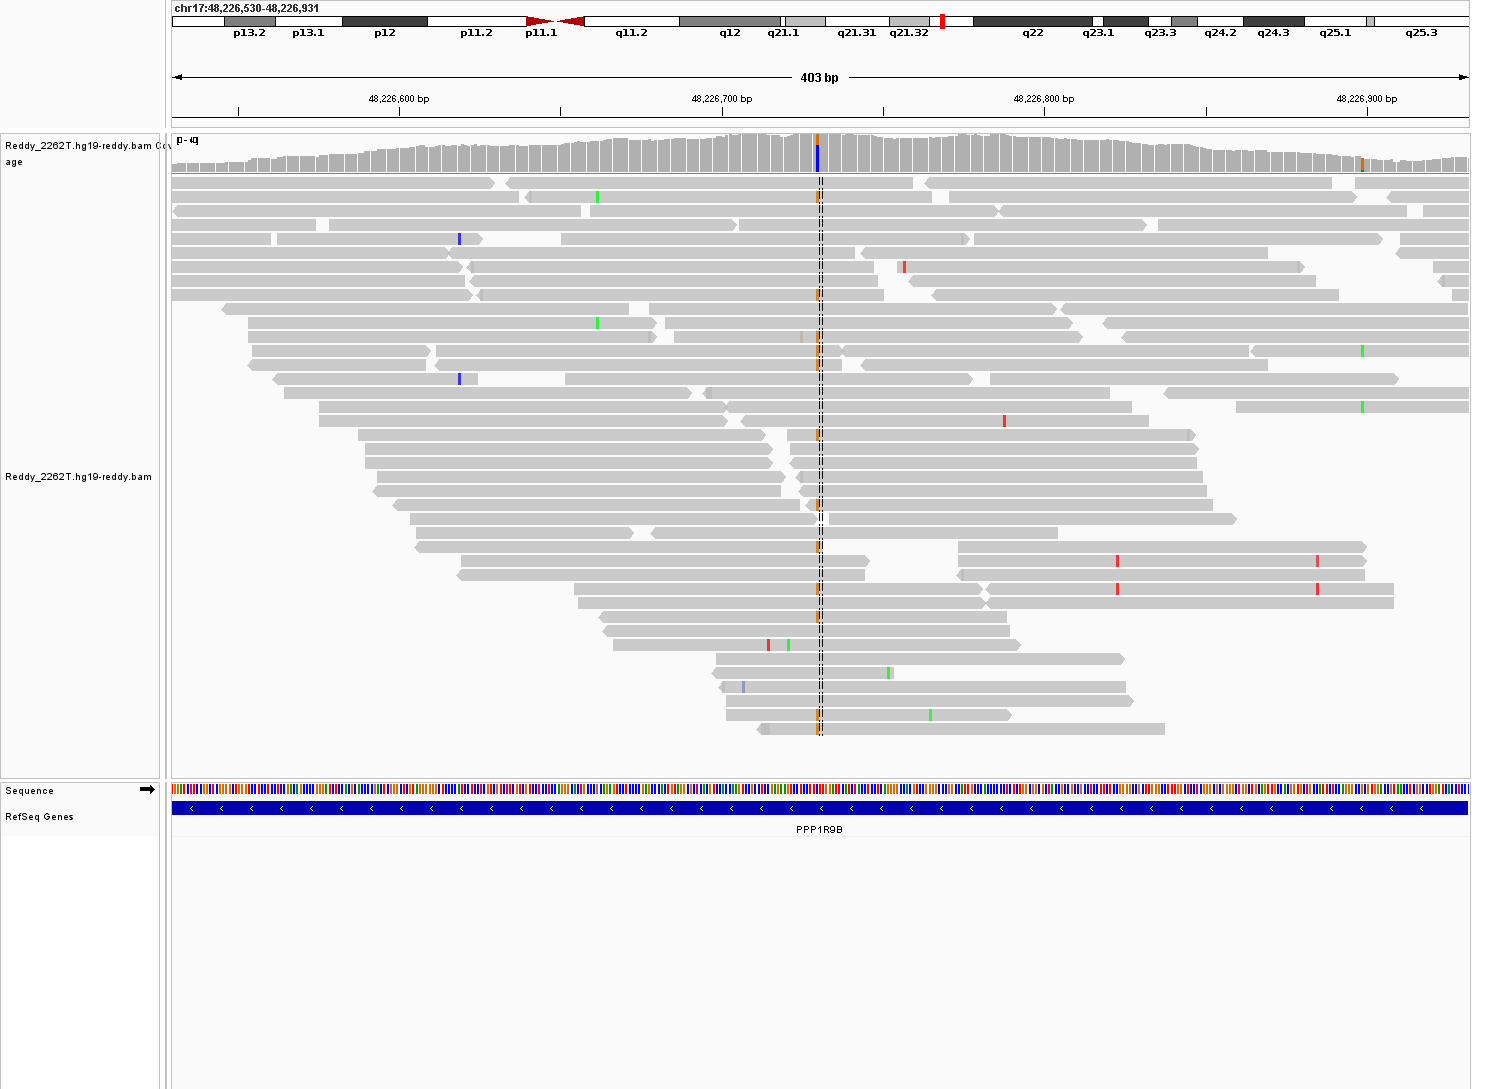 chr17:48,226,530-48,226,931
p13.2 p13.1 p12 p11.2 p11.1 q11.2 q12 q21.1 q21.31 q21.32 q22 q23.1 q23.3 q24.2 q24.3 q25.1 q25.3
403 bp
48,226,600 bp 48,226,700 bp 48,226,800 bp 48,226,900 bp
Reddy_2262T.hg19-reddy.bam Cov
age
Reddy_2262T.hg19-reddy.bam
Sequence
RefSeq Genes
PPP1R9B